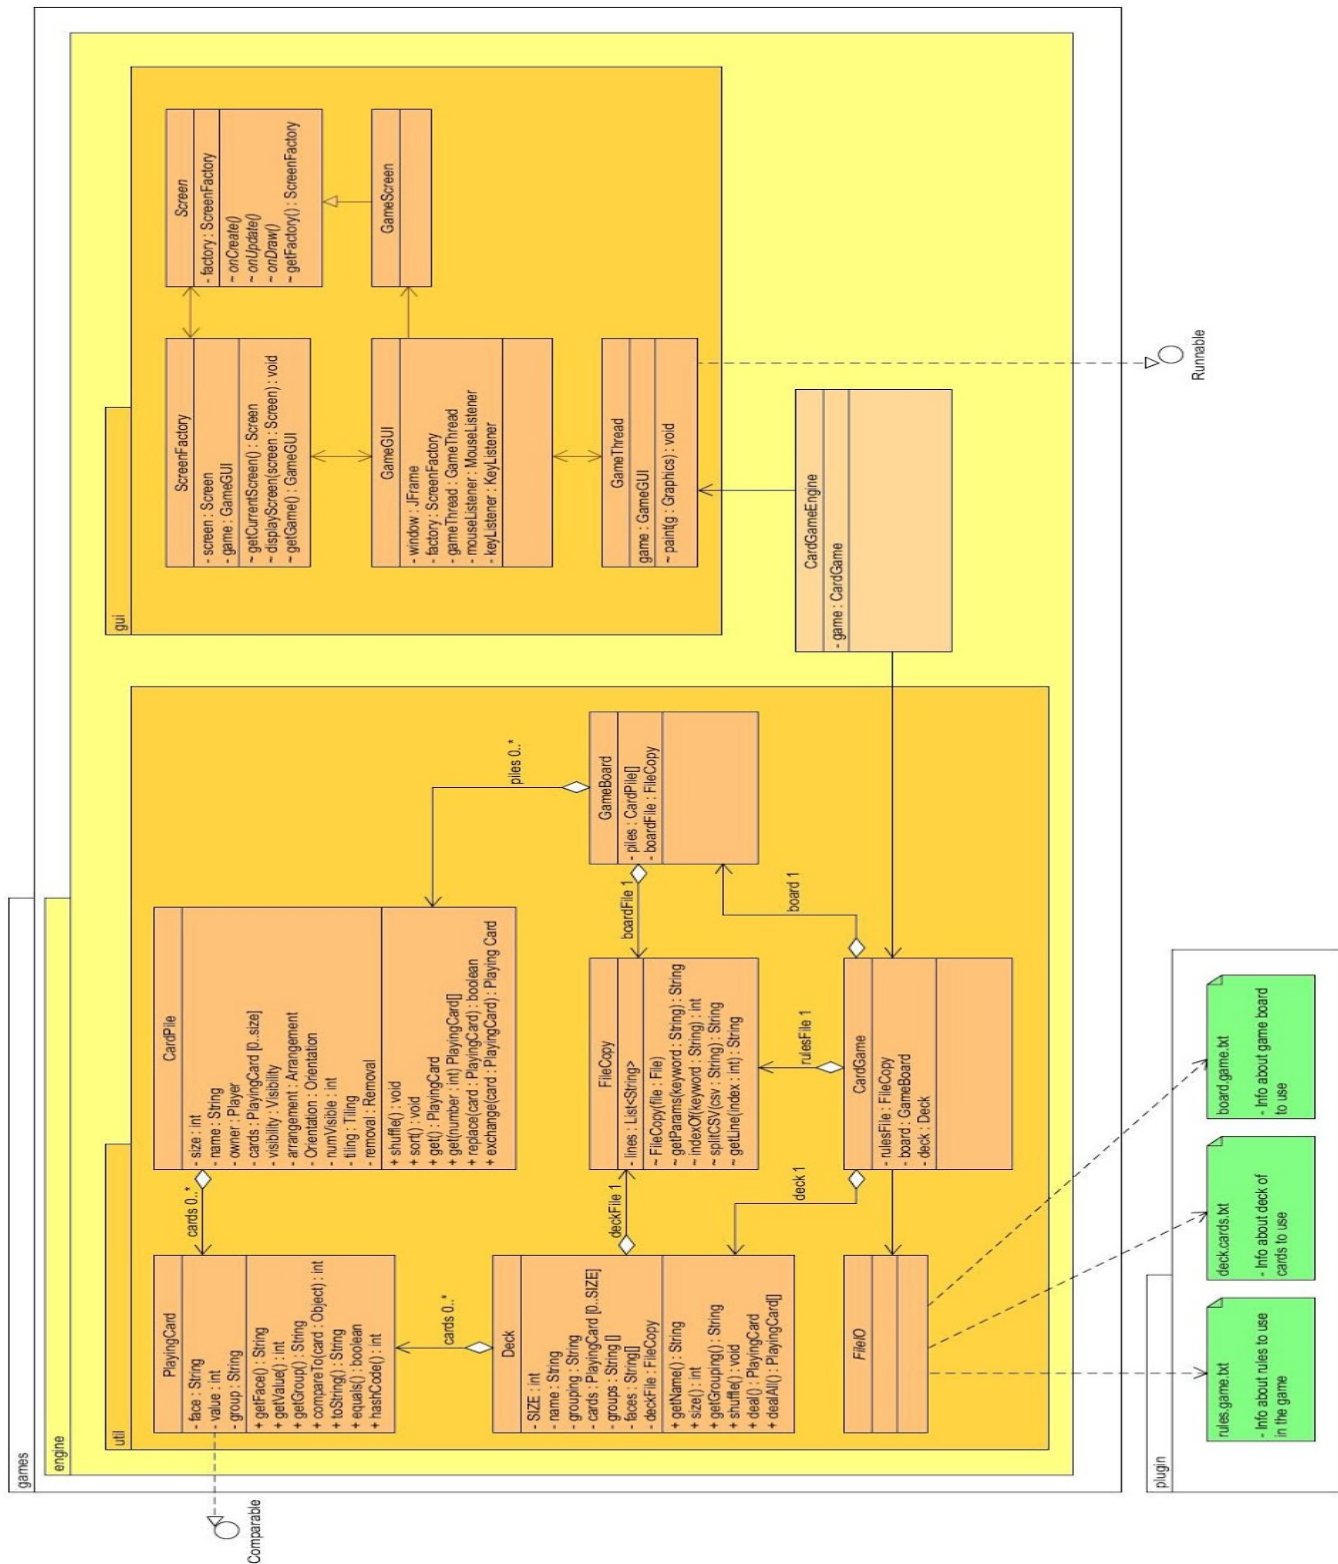 games
engine
util
PlayingCard
- face : String
- value : int
- group : String
+ getFace() : String
+ getValue() : int
+ getGroup() : String
+ compareTo(card : Object) : int
+ toString() : String
+ equals() : boolean
+ hashCode() : int
Comparable
cards 0..*
CardPile
- size : int
- name : String
- owner : Player
- cards : PlayingCard [0..size]
- visibility : Visibility
- arrangement : Arrangement
- Orientation : Orientation
- numVisible : int
- tiling : Tiling
- removal : Removal
+ shuffle() : void
+ sort() : void
+ get() : PlayingCard
+ get(number : int) PlayingCard[]
+ replace(card : PlayingCard) : boolean
+ exchange(card : PlayingCard) : Playing Card
piles 0..*
cards 0..*
Deck
- SIZE : int
- name : String
- grouping : String
- cards : PlayingCard [0..SIZE]
- groups : String []
- faces : String[]
- deckFile : FileCopy
+ getName() : String
+ size() : int
+ getGrouping() : String
+ shuffle() : void
+ deal() : PlayingCard
+ dealAll() : PlayingCard[]
deckFile 1
FileCopy
- lines : List<String>
~ FileCopy(file : File)
~ getParams(keyword : String) : String
~ indexOf(keyword : String) : int
~ splitCSV(csv : String) : String
~ getLine(index : int) : String
boardFile 1
GameBoard
- piles : CardPile[]
- boardFile : FileCopy
deck 1
rulesFile 1
board 1
FileIO
CardGame
- rulesFile : FileCopy
- board : GameBoard
- deck : Deck
gui
ScreenFactory
- screen : Screen
- game : GameGUI
~ getCurrentScreen() : Screen
~ displayScreen(screen : Screen) : void
~ getGame() : GameGUI
Screen
- factory : ScreenFactory
~ onCreate()
~ onUpdate()
~ onDraw()
~ getFactory() : ScreenFactory
GameGUI
- window : JFrame
- factory : ScreenFactory
- gameThread : GameThread
- mouseListener : MouseListener
- keyListener : KeyListener
GameScreen
GameThread
game : GameGUI
~ paint(g : Graphics) : void
CardGameEngine
- game : CardGame
Runnable
plugin
rules.game.txt
- Info about rules to use
in the game
deck.cards.txt
- Info about deck of
cards to use
board.game.txt
- Info about game board
to use